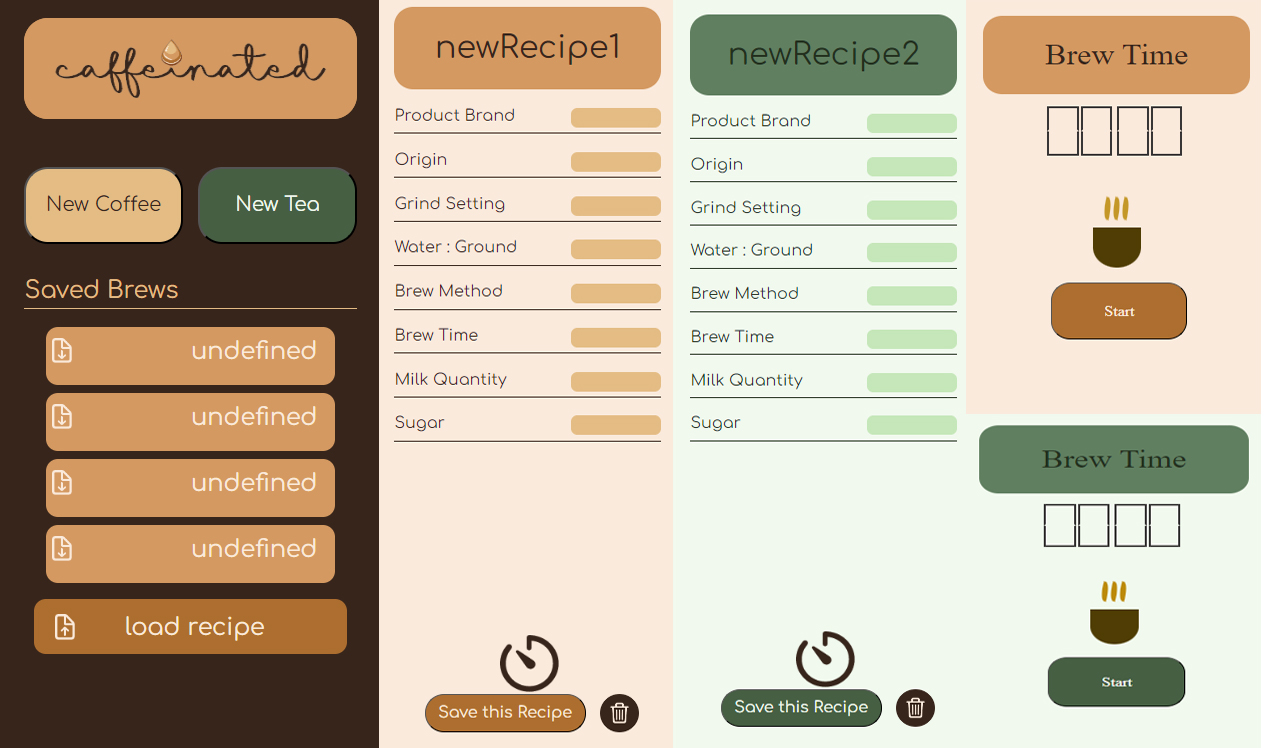 caffeinated
New Coffee
New Tea
Saved Brews
undefined
undefined
undefined
undefined
load recipe
newRecipe1
Product Brand
Origin
Grind Setting
Water : Ground
Brew Method
Brew Time
Milk Quantity
Sugar
Save this Recipe
newRecipe2
Product Brand
Origin
Grind Setting
Water : Ground
Brew Method
Brew Time
Milk Quantity
Sugar
Save this Recipe
Brew Time
Start
Brew Time
Start